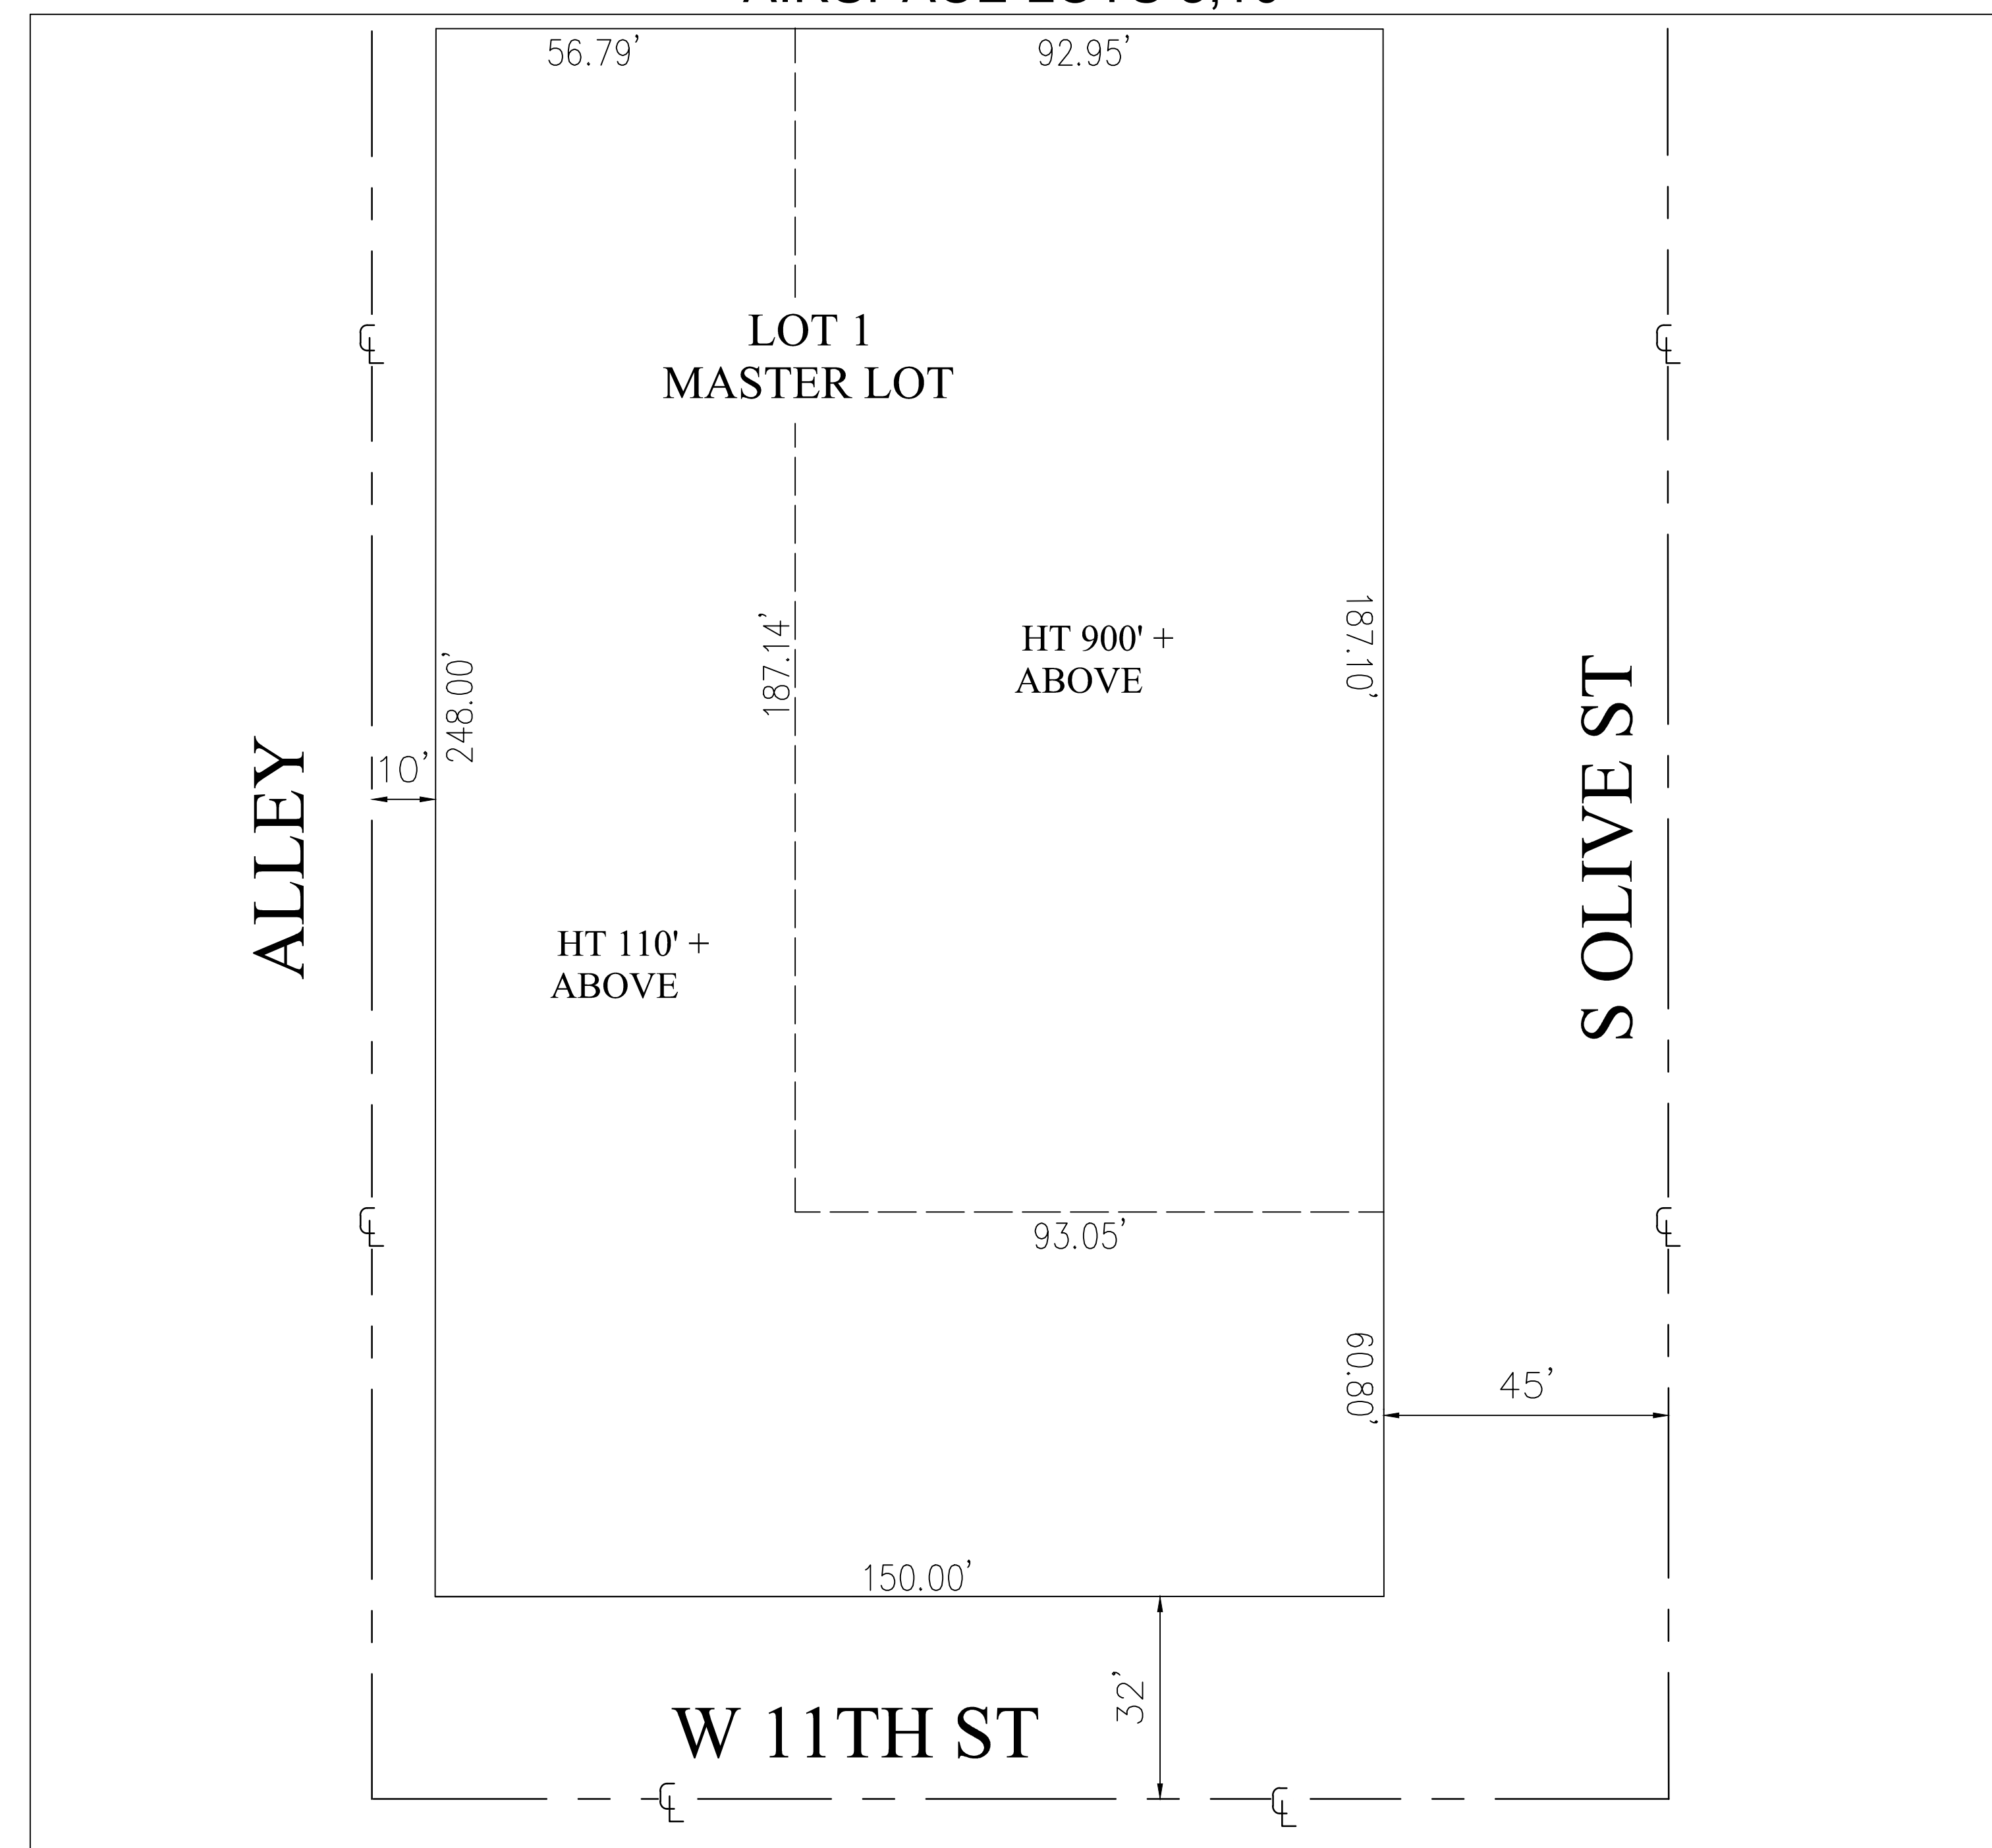 56.79'
92.95'
LOT 1
MASTER LOT
187.14'
HT 900' +
ABOVE
187.10'
248.00'
10'
ALLEY
S OLIVE ST
HT 110' +
ABOVE
93.05'
60.80'
45'
150.00'
32'
W 11TH ST